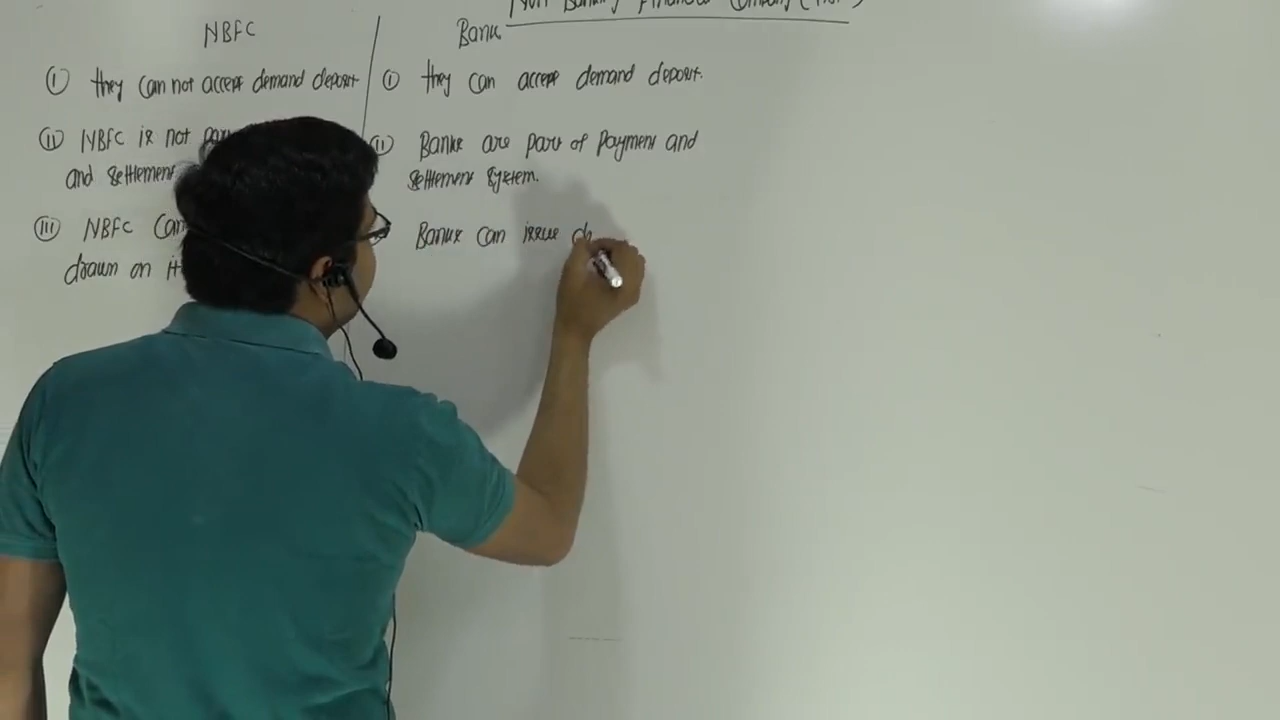 Non Banking Financial Company
NBFC
Bank
(I) they can not accept demand deposit
(I) they can accept demand deposit.
(II) NBFC is not
and settlement
(II) Banks are part of Payment and
settlement system.
(III) NBFC Can
drawn on it
Banks can issue ch